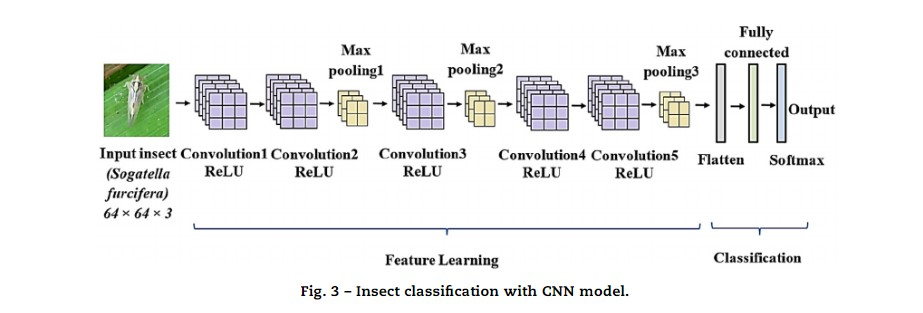 Fully
connected
Max
pooling1
Max
pooling2
Max
pooling3
Output
Input insect
(Sogatella
furcifera)
64 × 64 × 3
Convolution1
ReLU
Convolution2
ReLU
Convolution3
ReLU
Convolution4
ReLU
Convolution5
ReLU
Flatten
Softmax
Feature Learning
Classification
Fig. 3 – Insect classification with CNN model.